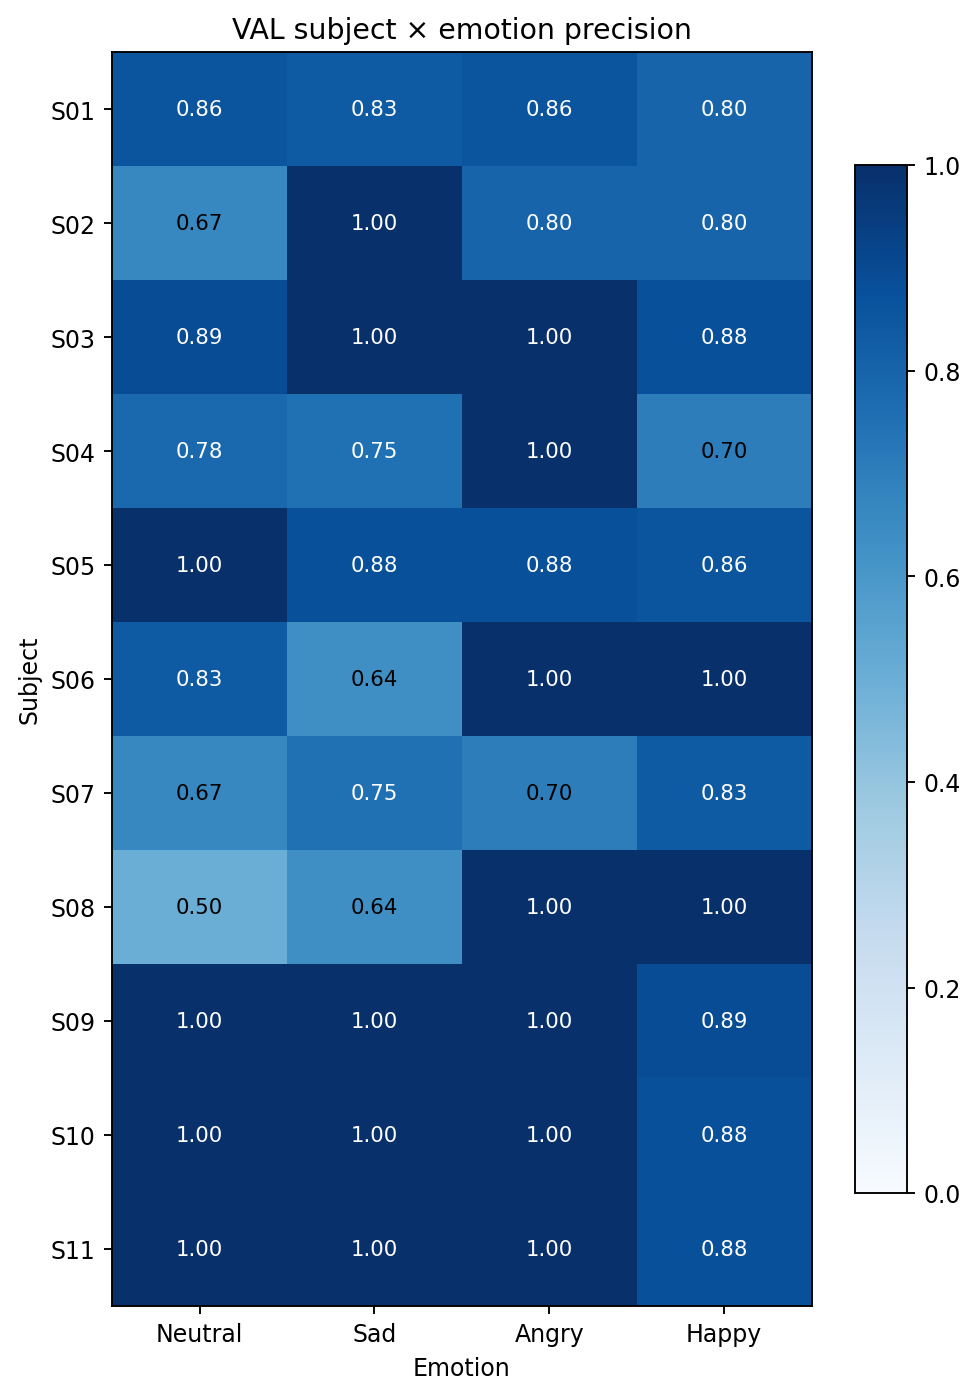 VAL subject × emotion precision
S01 0.86 0.83 0.86 0.80
S02 0.67 1.00 0.80 0.80
S03 0.89 1.00 1.00 0.88
S04 0.78 0.75 1.00 0.70
S05 1.00 0.88 0.88 0.86
S06 0.83 0.64 1.00 1.00
S07 0.67 0.75 0.70 0.83
S08 0.50 0.64 1.00 1.00
S09 1.00 1.00 1.00 0.89
S10 1.00 1.00 1.00 0.88
S11 1.00 1.00 1.00 0.88
Neutral Sad Angry Happy
Emotion
Subject
1.0
0.8
0.6
0.4
0.2
0.0